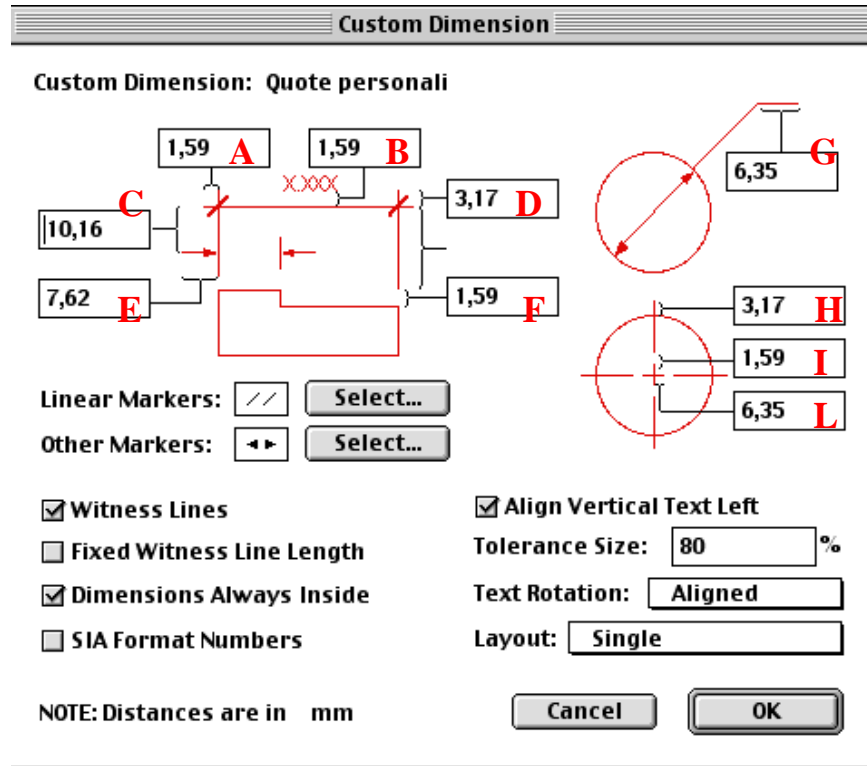 Custom Dimension
Custom Dimension: Quote personali
1,59 A
1,59 B
X.XXX
C
10,16
3,17 D
7,62 E
1,59 F
6,35 G
3,17 H
1,59 I
6,35 L
Linear Markers: // Select...
Other Markers: Select...
Witness Lines
Fixed Witness Line Length
Dimensions Always Inside
SIA Format Numbers
Align Vertical Text Left
Tolerance Size: 80 %
Text Rotation: Aligned
Layout: Single
NOTE: Distances are in mm
Cancel
OK